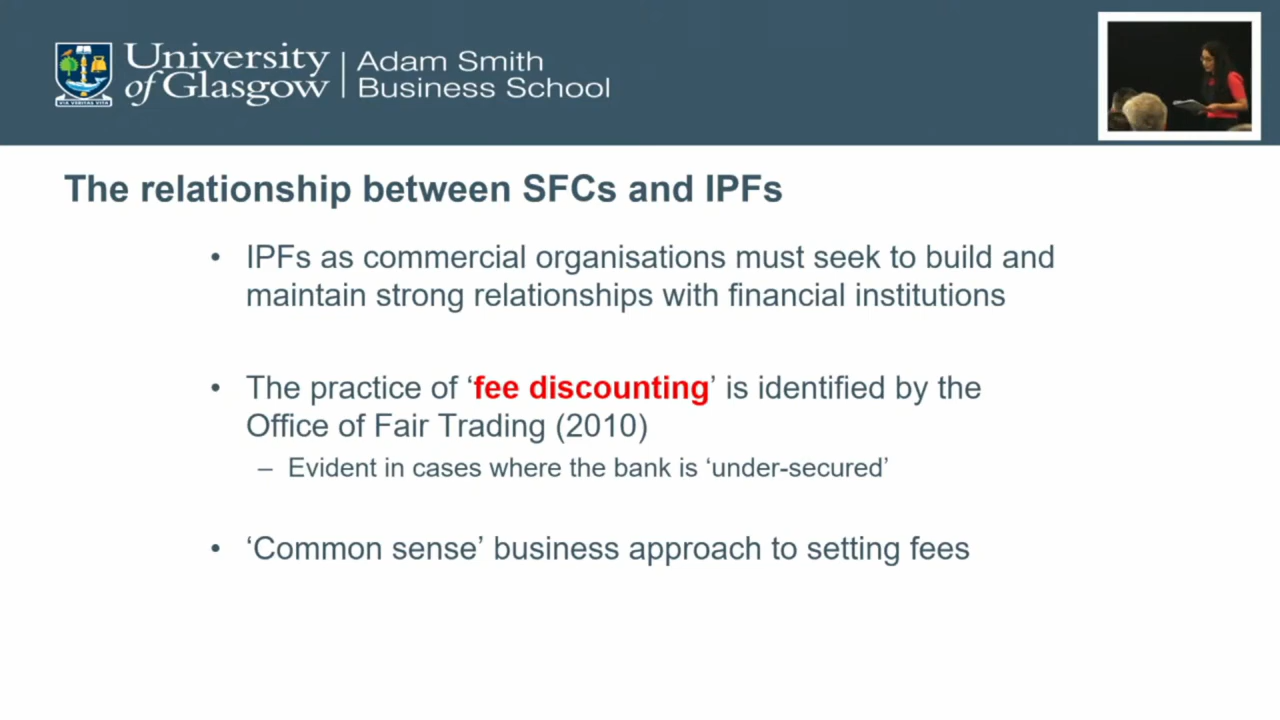 University of Glasgow
Adam Smith Business School
VIA VERITAS VITA
The relationship between SFCs and IPFs
• IPFs as commercial organisations must seek to build and
maintain strong relationships with financial institutions
• The practice of ‘fee discounting’ is identified by the
Office of Fair Trading (2010)
– Evident in cases where the bank is ‘under-secured’
• ‘Common sense’ business approach to setting fees